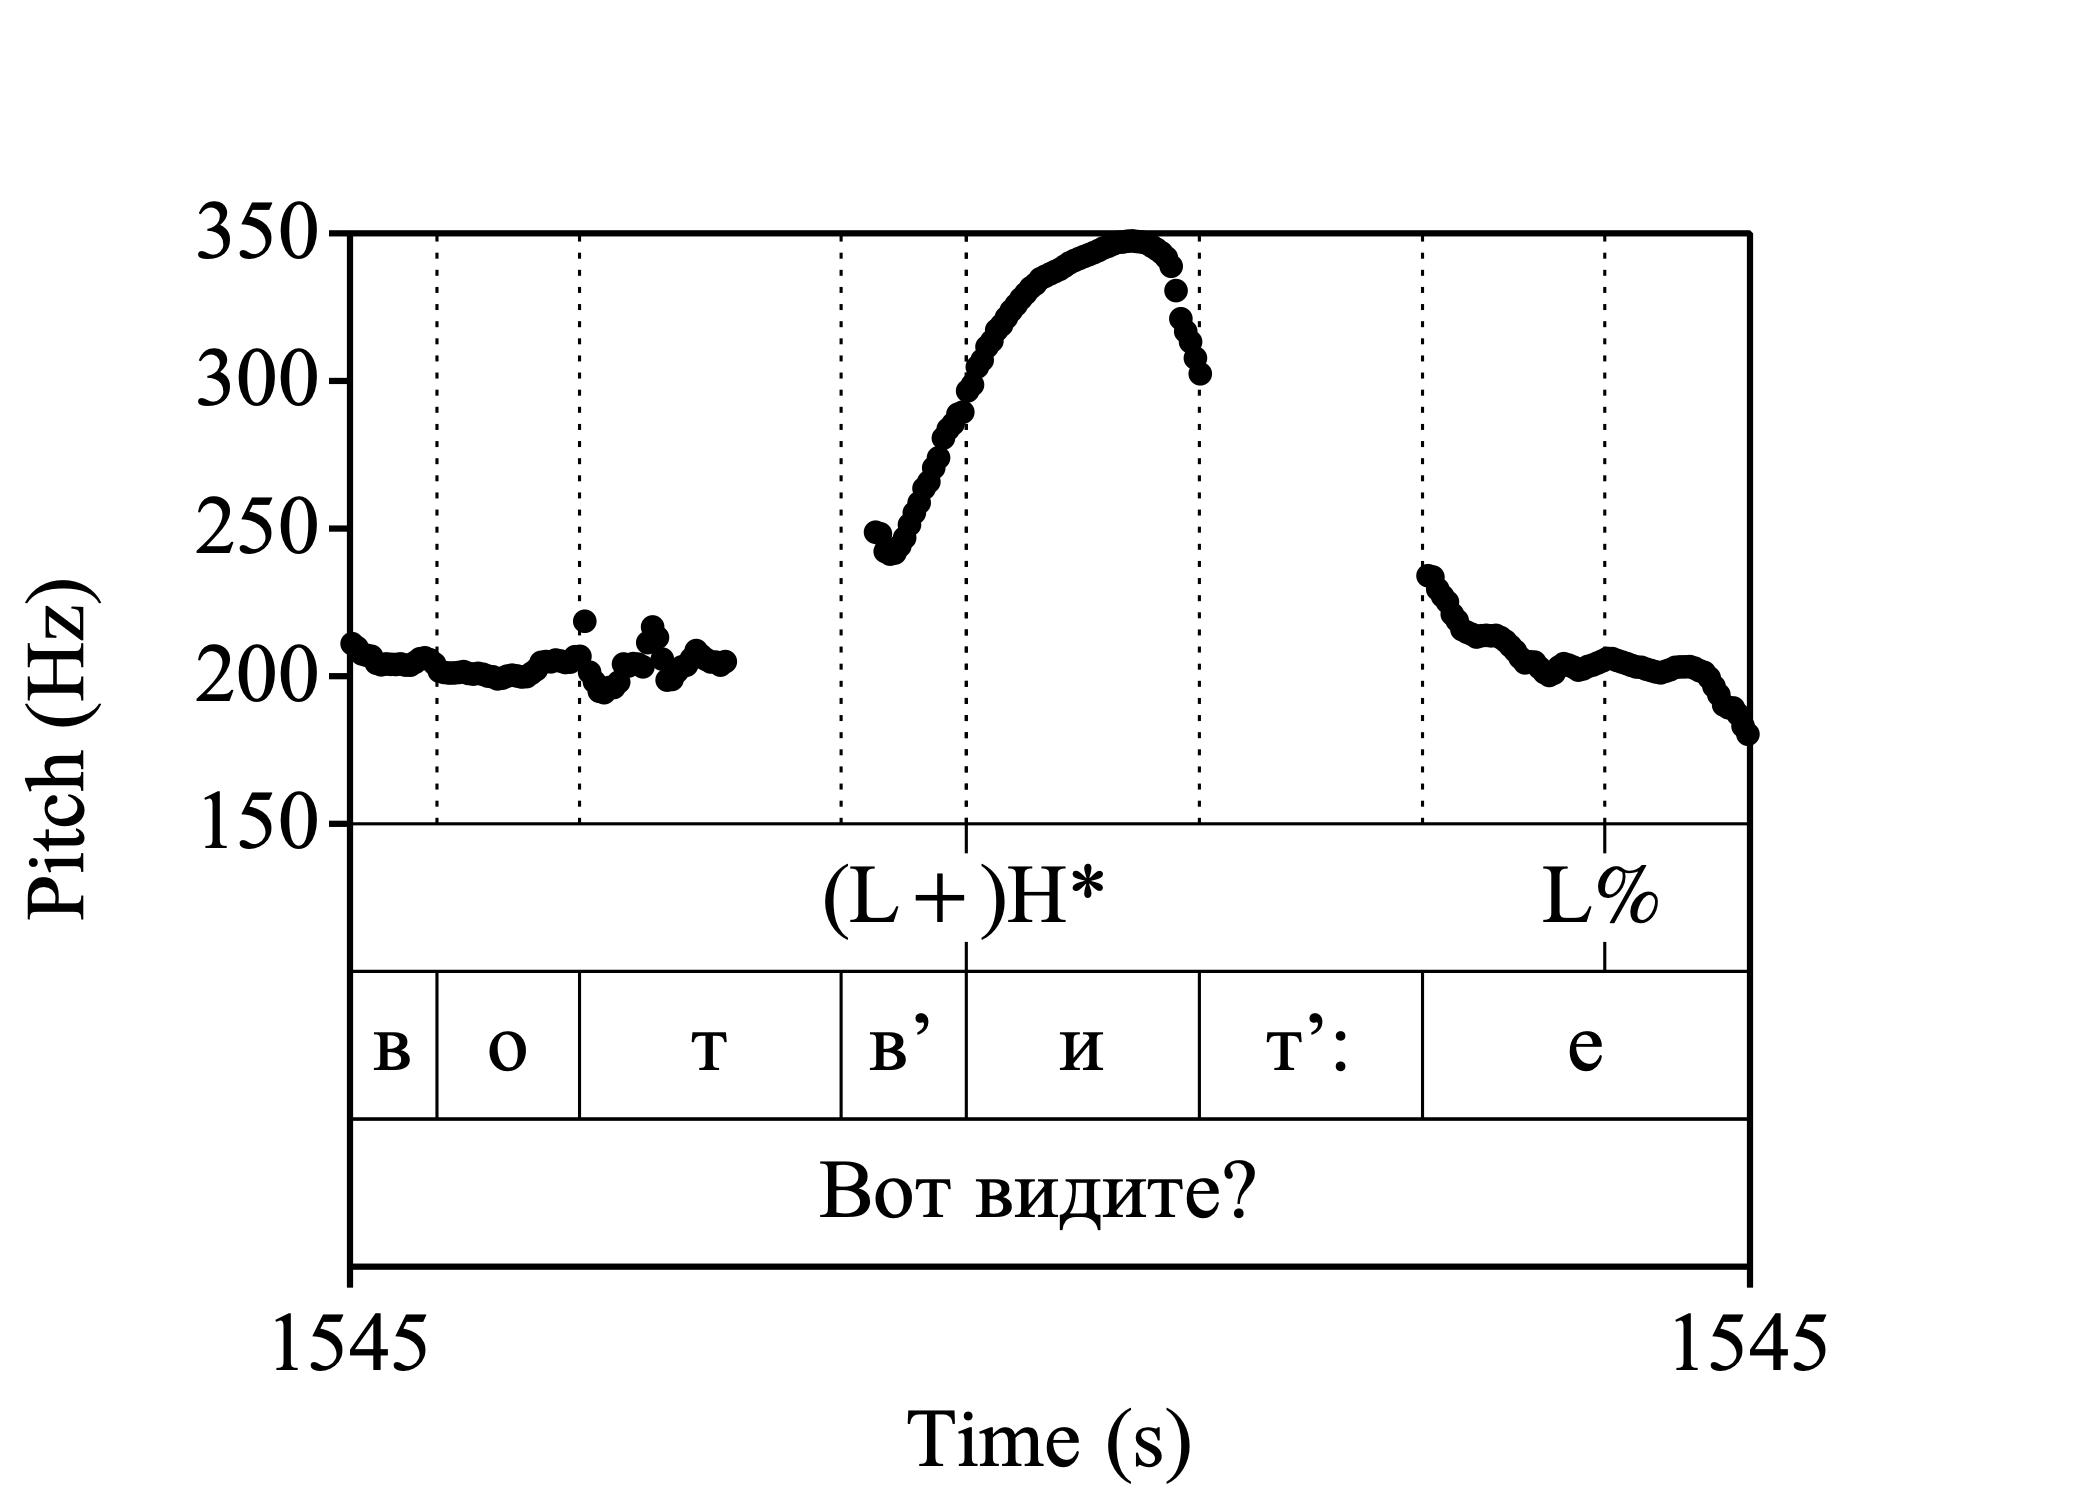 350
300
250
200
150
Pitch (Hz)
(L+)H* L%
в о т в’ и т’: е
Вот видите?
1545 1545
Time (s)